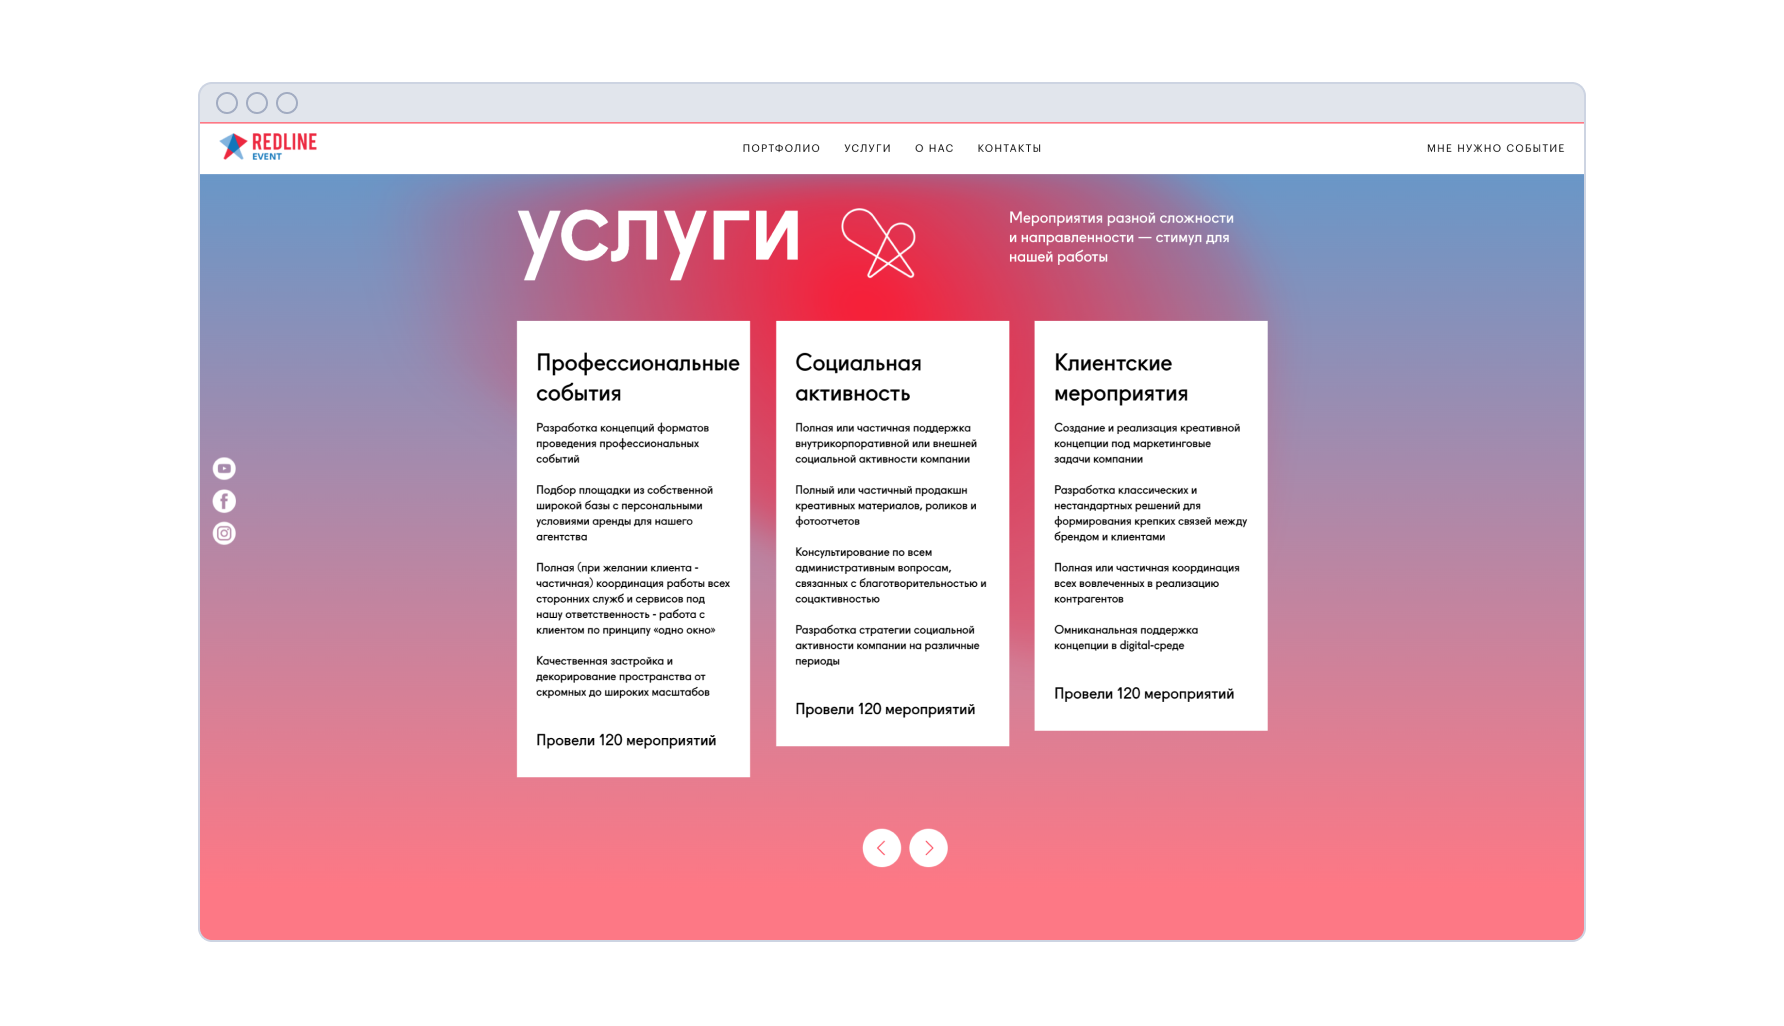 REDLINE
EVENT
ПОРТФОЛИО
УСЛУГИ
О НАС
КОНТАКТЫ
МНЕ НУЖНО СОБЫТИЕ
услуги
Мероприятия разной сложности
и направленности — стимул для
нашей работы
Профессиональные
события
Разработка концепций форматов
проведения профессиональных
событий
Подбор площадки из собственной
широкой базы с персональными
условиями аренды для нашего
агентства
Полная (при желании клиента -
частичная) координация работы всех
сторонних служб и сервисов под
нашу ответственность - работа с
клиентом по принципу «одно окно»
Качественная застройка и
декорирование пространства от
скромных до широких масштабов
Провели 120 мероприятий
Социальная
активность
Полная или частичная поддержка
внутрикорпоративной или внешней
социальной активности компании
Полный или частичный продакшн
креативных материалов, роликов и
фотоотчетов
Консультирование по всем
административным вопросам,
связанных с благотворительностью и
соцактивностью
Разработка стратегии социальной
активности компании на различные
периоды
Провели 120 мероприятий
Клиентские
мероприятия
Создание и реализация креативной
концепции под маркетинговые
задачи компании
Разработка классических и
нестандартных решений для
формирования крепких связей между
брендом и клиентами
Полная или частичная координация
всех вовлеченных в реализацию
контрагентов
Омниканальная поддержка
концепции в digital-среде
Провели 120 мероприятий